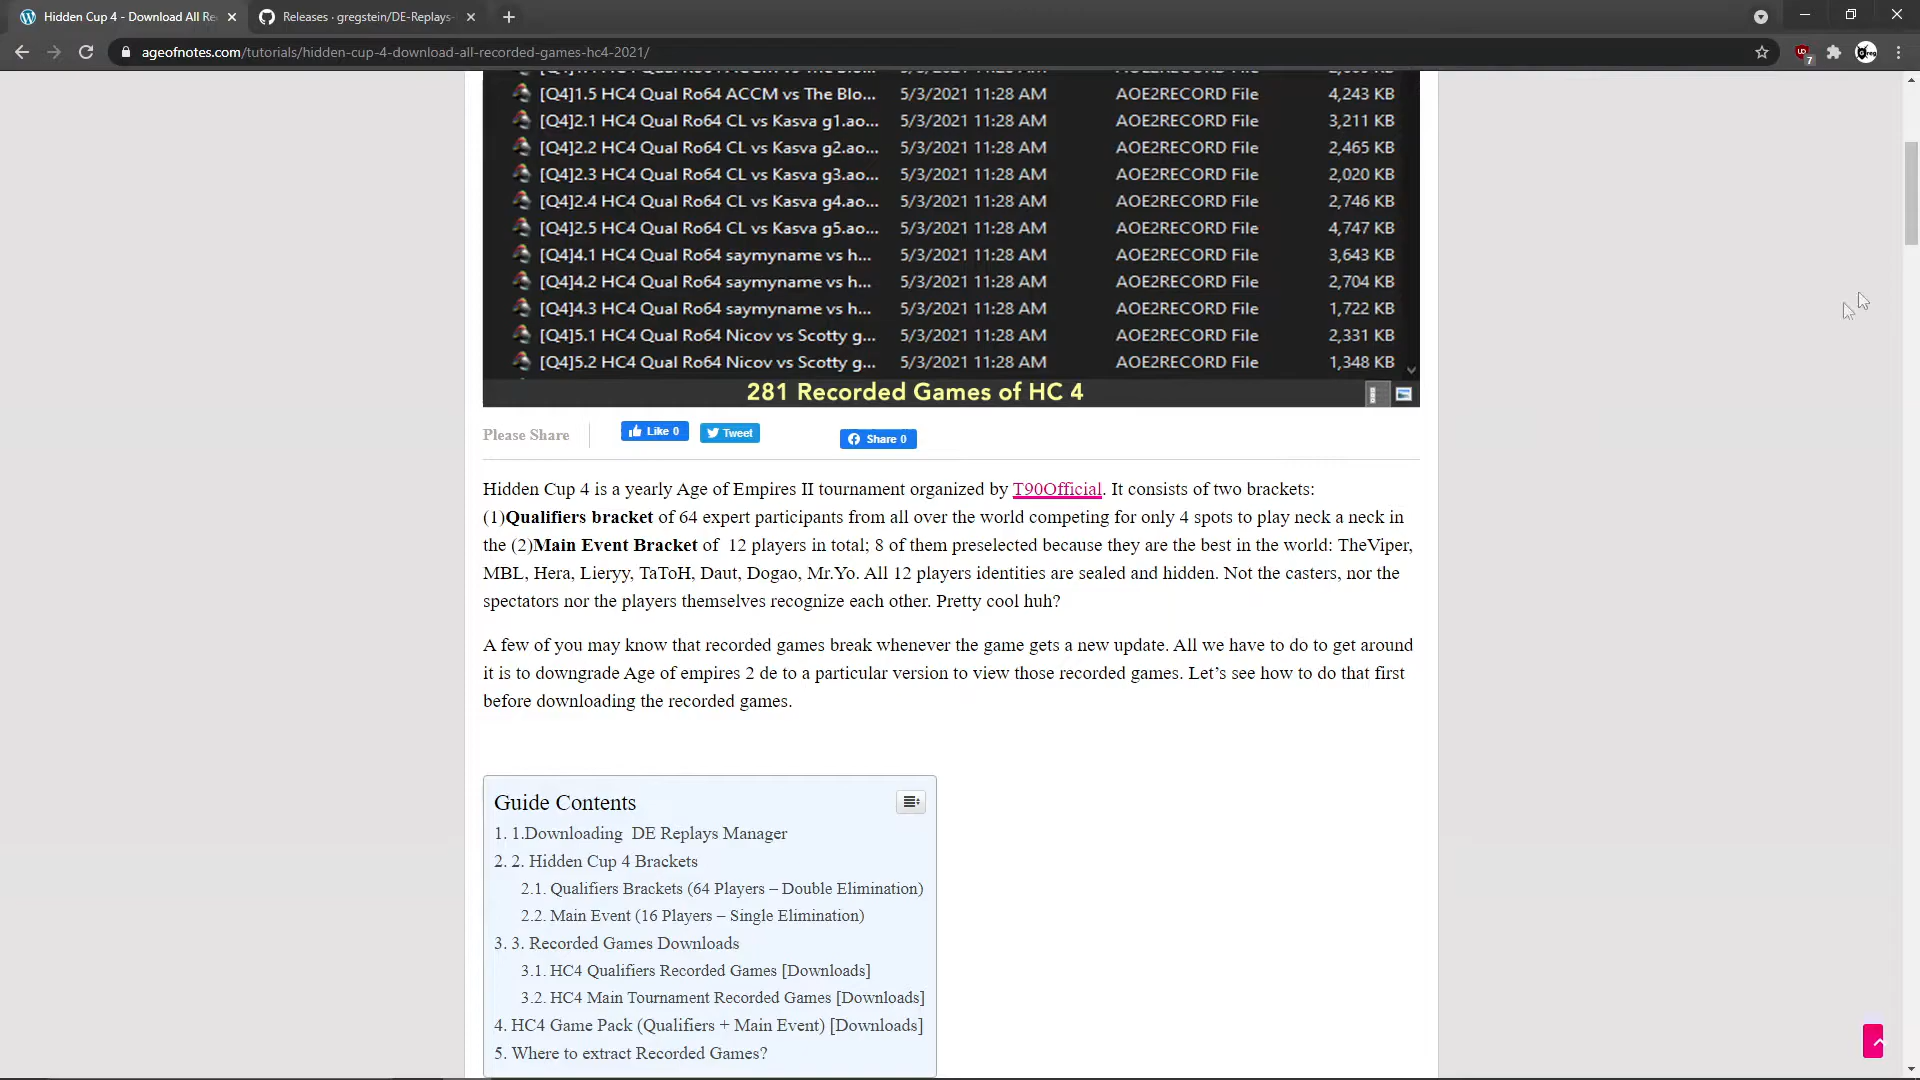 Hidden Cup 4 - Download All Re
Releases · gregstein/DE-Replays-
ageofnotes.com/tutorials/hidden-cup-4-download-all-recorded-games-hc4-2021/
7
[Q4]1.5 HC4 Qual Ro64 ACCM vs The Blo... 5/3/2021 11:28 AM AOE2RECORD File 4,243 KB
[Q4]2.1 HC4 Qual Ro64 CL vs Kasva g1.ao... 5/3/2021 11:28 AM AOE2RECORD File 3,211 KB
[Q4]2.2 HC4 Qual Ro64 CL vs Kasva g2.ao... 5/3/2021 11:28 AM AOE2RECORD File 2,465 KB
[Q4]2.3 HC4 Qual Ro64 CL vs Kasva g3.ao... 5/3/2021 11:28 AM AOE2RECORD File 2,020 KB
[Q4]2.4 HC4 Qual Ro64 CL vs Kasva g4.ao... 5/3/2021 11:28 AM AOE2RECORD File 2,746 KB
[Q4]2.5 HC4 Qual Ro64 CL vs Kasva g5.ao... 5/3/2021 11:28 AM AOE2RECORD File 4,747 KB
[Q4]4.1 HC4 Qual Ro64 saymyname vs h... 5/3/2021 11:28 AM AOE2RECORD File 3,643 KB
[Q4]4.2 HC4 Qual Ro64 saymyname vs h... 5/3/2021 11:28 AM AOE2RECORD File 2,704 KB
[Q4]4.3 HC4 Qual Ro64 saymyname vs h... 5/3/2021 11:28 AM AOE2RECORD File 1,722 KB
[Q4]5.1 HC4 Qual Ro64 Nicov vs Scotty g... 5/3/2021 11:28 AM AOE2RECORD File 2,331 KB
[Q4]5.2 HC4 Qual Ro64 Nicov vs Scotty g... 5/3/2021 11:28 AM AOE2RECORD File 1,348 KB
281 Recorded Games of HC 4
Please Share Like 0 Tweet Share 0
Hidden Cup 4 is a yearly Age of Empires II tournament organized by T90Official. It consists of two brackets:
(1)Qualifiers bracket of 64 expert participants from all over the world competing for only 4 spots to play neck a neck in
the (2)Main Event Bracket of 12 players in total; 8 of them preselected because they are the best in the world: TheViper,
MBL, Hera, Lieryy, TaToH, Daut, Dogao, Mr.Yo. All 12 players identities are sealed and hidden. Not the casters, nor the
spectators nor the players themselves recognize each other. Pretty cool huh?
A few of you may know that recorded games break whenever the game gets a new update. All we have to do to get around
it is to downgrade Age of empires 2 de to a particular version to view those recorded games. Let’s see how to do that first
before downloading the recorded games.
Guide Contents
1. 1.Downloading DE Replays Manager
2. 2. Hidden Cup 4 Brackets
2.1. Qualifiers Brackets (64 Players – Double Elimination)
2.2. Main Event (16 Players – Single Elimination)
3. 3. Recorded Games Downloads
3.1. HC4 Qualifiers Recorded Games [Downloads]
3.2. HC4 Main Tournament Recorded Games [Downloads]
4. HC4 Game Pack (Qualifiers + Main Event) [Downloads]
5. Where to extract Recorded Games?